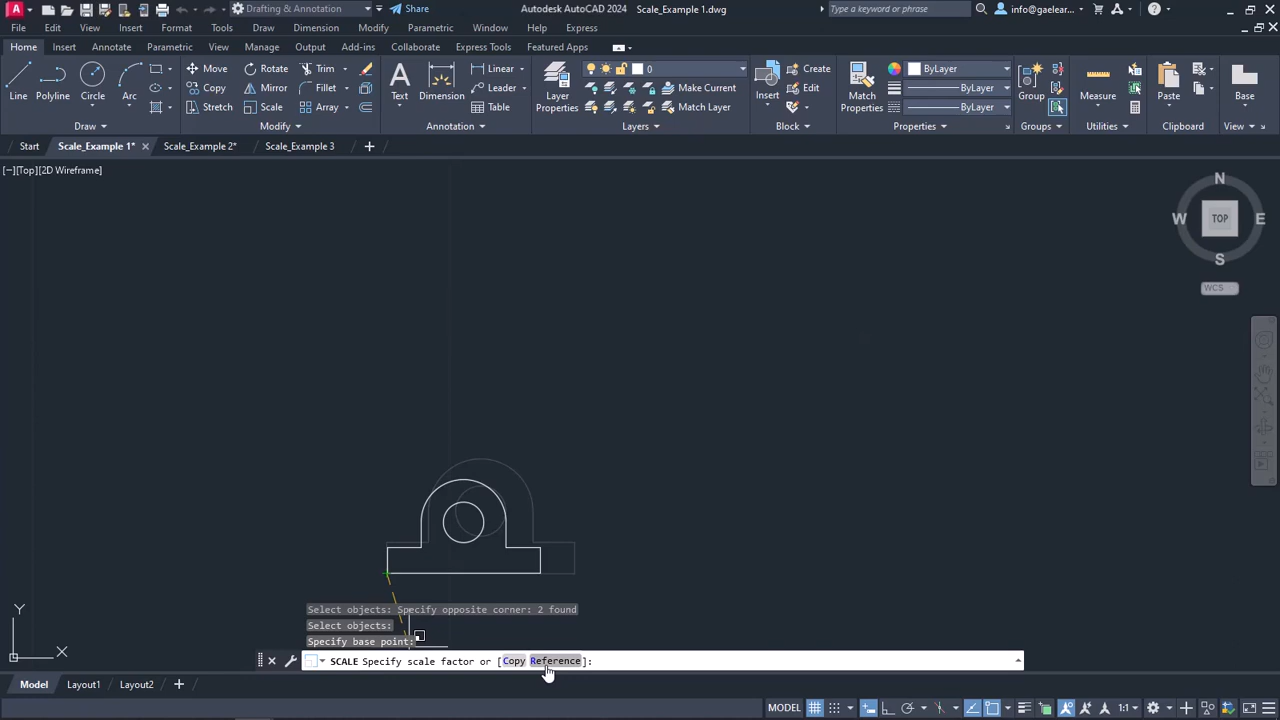 A Drafting & Annotation Share Autodesk AutoCAD 2024 Scale_Example 1.dwg Type a keyword or phrase info@gaelear...
File Edit View Insert Format Tools Draw Dimension Modify Parametric Window Help Express
Home Insert Annotate Parametric View Manage Output Add-ins Collaborate Express Tools Featured Apps
Line Polyline Circle Arc Move Rotate Trim Text Dimension Linear Layer Properties 0 Insert Create Match Properties ByLayer Group Measure Paste Base
Copy Mirror Fillet Leader Make Current Edit ByLayer
Stretch Scale Array Table Match Layer ByLayer
Draw Modify Annotation Layers Block Properties Groups Utilities Clipboard View
Start Scale_Example 1* Scale_Example 2* Scale_Example 3
[−][Top][2D Wireframe]
N
W TOP E
S
WCS
Select objects: Specify opposite corner: 2 found
Y Select objects:
Specify base point:
X
SCALE Specify scale factor or [Copy Reference]:
Model Layout1 Layout2 +
MODEL 1:1